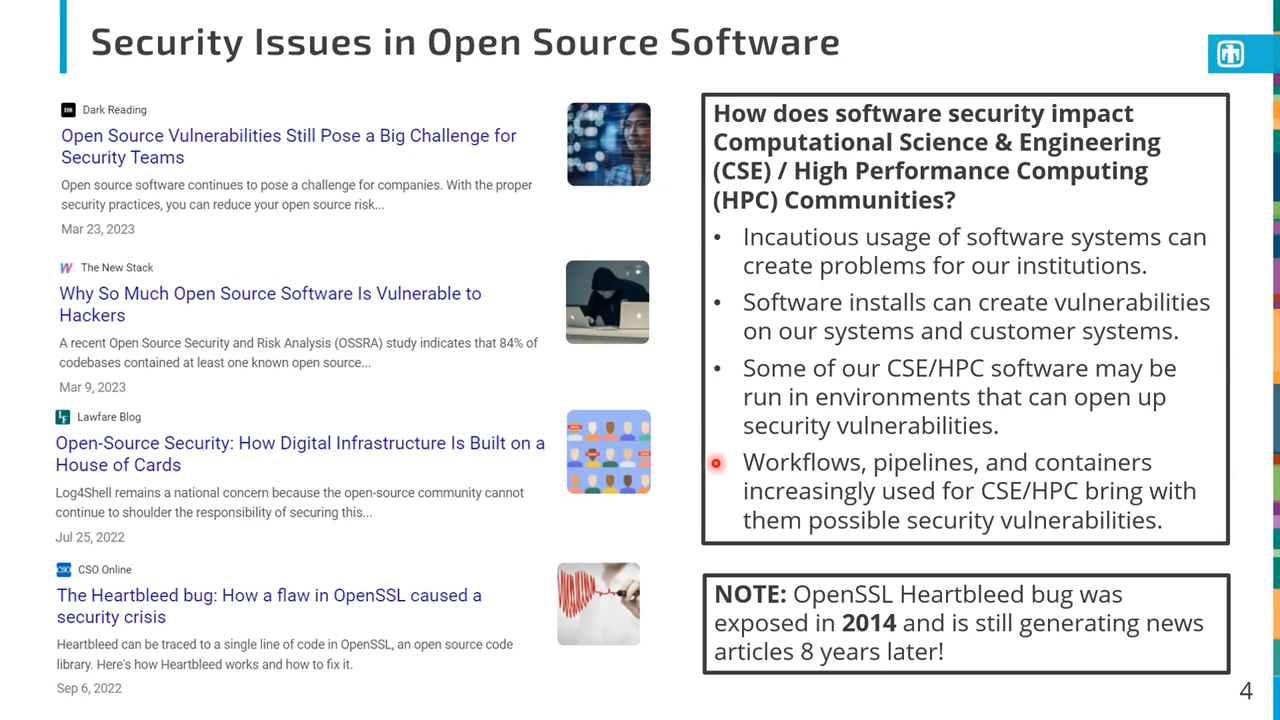 Security Issues in Open Source Software
DR Dark Reading
Open Source Vulnerabilities Still Pose a Big Challenge for
Security Teams
Open source software continues to pose a challenge for companies. With the proper
security practices, you can reduce your open source risk...
Mar 23, 2023
The New Stack
Why So Much Open Source Software Is Vulnerable to
Hackers
A recent Open Source Security and Risk Analysis (OSSRA) study indicates that 84% of
codebases contained at least one known open source...
Mar 9, 2023
Lawfare Blog
Open-Source Security: How Digital Infrastructure Is Built on a
House of Cards
Log4Shell remains a national concern because the open-source community cannot
continue to shoulder the responsibility of securing this...
Jul 25, 2022
CSO CSO Online
The Heartbleed bug: How a flaw in OpenSSL caused a
security crisis
Heartbleed can be traced to a single line of code in OpenSSL, an open source code
library. Here's how Heartbleed works and how to fix it.
Sep 6, 2022
How does software security impact
Computational Science & Engineering
(CSE) / High Performance Computing
(HPC) Communities?
• Incautious usage of software systems can
create problems for our institutions.
• Software installs can create vulnerabilities
on our systems and customer systems.
• Some of our CSE/HPC software may be
run in environments that can open up
security vulnerabilities.
Workflows, pipelines, and containers
increasingly used for CSE/HPC bring with
them possible security vulnerabilities.
NOTE: OpenSSL Heartbleed bug was
exposed in 2014 and is still generating news
articles 8 years later!
4